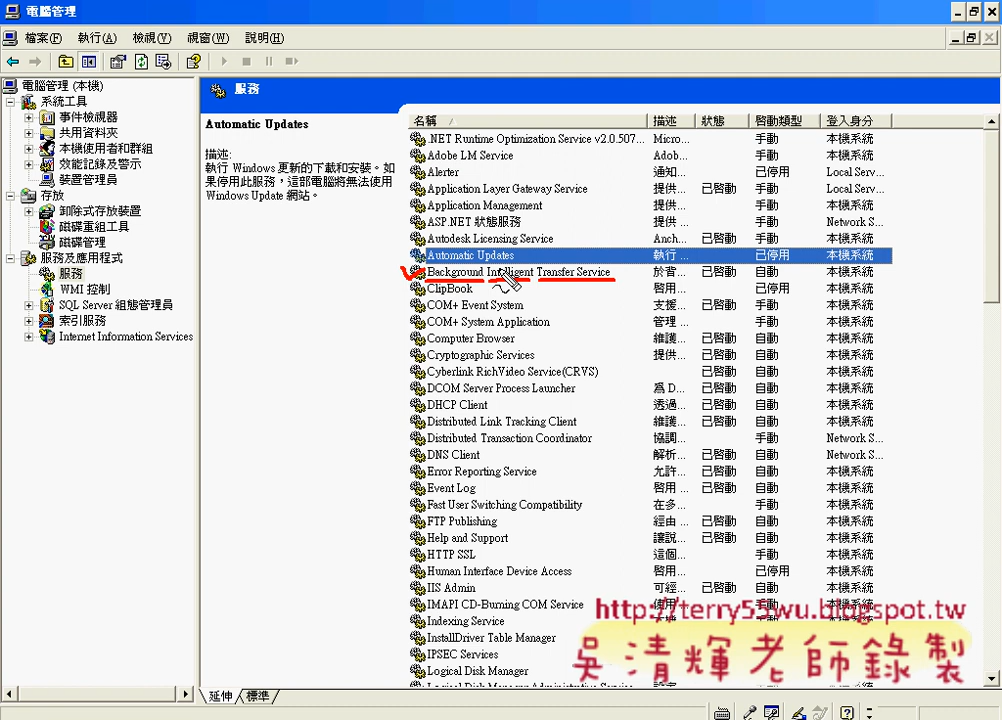 電腦管理
檔案(F) 執行(A) 檢視(V) 視窗(W) 說明(H)
電腦管理 (本機)
系統工具
事件檢視器
共用資料夾
本機使用者和群組
效能記錄及警示
裝置管理員
存放
卸除式存放裝置
磁碟重組工具
磁碟管理
服務及應用程式
服務
WMI 控制
SQL Server 組態管理員
索引服務
Internet Information Services
服務
Automatic Updates
描述:
執行 Windows 更新的下載和安裝。如
果停用此服務，這部電腦將無法使用
Windows Update 網站。
名稱 描述 狀態 啟動類型 登入身分
.NET Runtime Optimization Service v2.0.507... Micro... 手動 本機系統
Adobe LM Service Adob... 手動 本機系統
Alerter 通知... 已停用 Local Serv...
Application Layer Gateway Service 提供... 已啟動 手動 Local Serv...
Application Management 提供... 手動 本機系統
ASP.NET 狀態服務 提供 ... 手動 Network S...
Autodesk Licensing Service Anch... 已啟動 手動 本機系統
Automatic Updates 執行 ... 已停用 本機系統
Background Intelligent Transfer Service 於背... 已啟動 自動 本機系統
ClipBook 啟用... 已停用 本機系統
COM+ Event System 支援 ... 已啟動 手動 本機系統
COM+ System Application 管理 ... 手動 本機系統
Computer Browser 維護... 已啟動 自動 本機系統
Cryptographic Services 提供... 已啟動 自動 本機系統
Cyberlink RichVideo Service(CRVS) 已啟動 自動 本機系統
DCOM Server Process Launcher 為 D... 已啟動 自動 本機系統
DHCP Client 透過... 已啟動 自動 本機系統
Distributed Link Tracking Client 維護... 已啟動 自動 本機系統
Distributed Transaction Coordinator 協調... 手動 Network S...
DNS Client 解析... 已啟動 自動 Network S...
Error Reporting Service 允許... 已啟動 自動 本機系統
Event Log 啟用 ... 已啟動 自動 本機系統
Fast User Switching Compatibility 在多... 手動 本機系統
FTP Publishing 經由 ... 已啟動 自動 本機系統
Help and Support 讓說... 已啟動 自動 本機系統
HTTP SSL 這個... 手動 本機系統
Human Interface Device Access 啟用... 已停用 本機系統
IIS Admin 可經... 已啟動 自動 本機系統
IMAPI CD-Burning COM Service 使用
Indexing Service
InstallDriver Table Manager
IPSEC Services
Logical Disk Manager
Logical Disk Manager Administrative Service
http://terry55wu.blogspot.tw
吳清輝老師錄製
延伸 標準